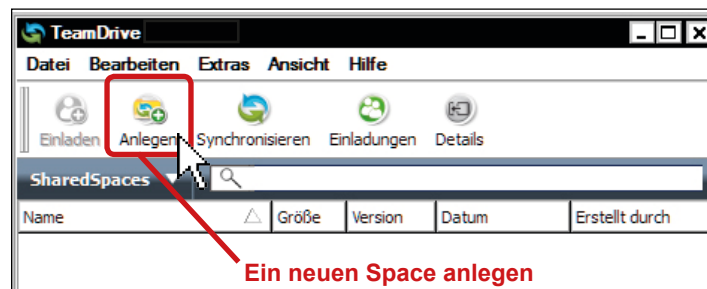 TeamDrive
Datei Bearbeiten Extras Ansicht Hilfe
Einladen Anlegen Synchronisieren Einladungen Details
SharedSpaces
Name Größe Version Datum Erstellt durch
Ein neuen Space anlegen